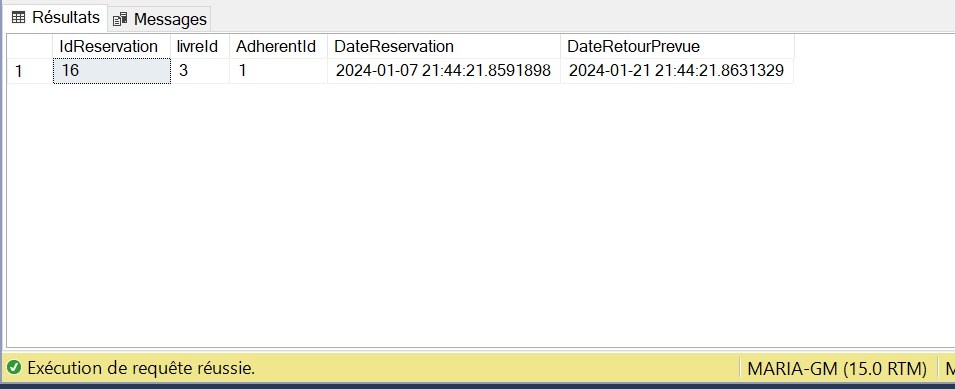 Résultats Messages
IdReservation livreId AdherentId DateReservation DateRetourPrevue
1 16 3 1 2024-01-07 21:44:21.8591898 2024-01-21 21:44:21.8631329
Exécution de requête réussie. MARIA-GM (15.0 RTM)